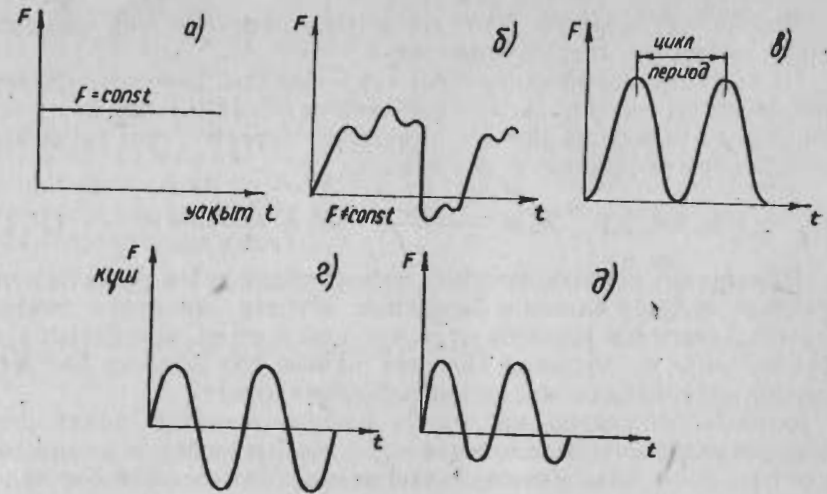 F
а)
F = const
уақыт t
F
б)
F ≠ const
t
F
в)
цикл
период
t
F
күш
г)
t
F
д)
t